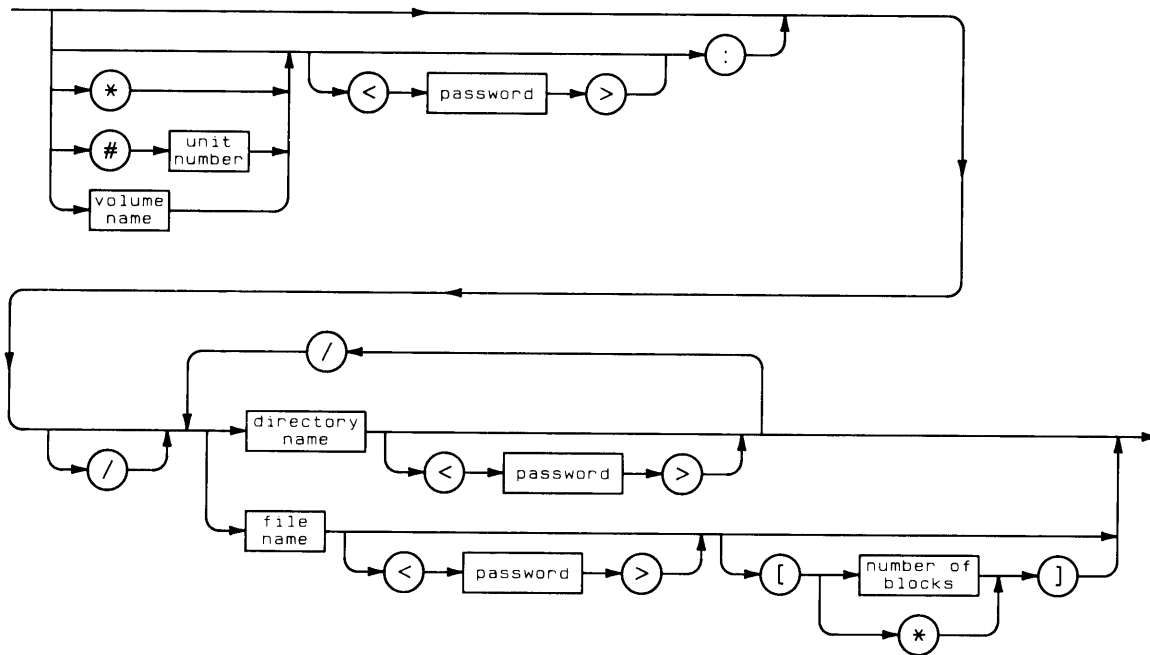 :
< password >
*
# unit
number
volume
name
/
directory
name
/
< password >
file
name
< password >
[ number of
blocks ]
*